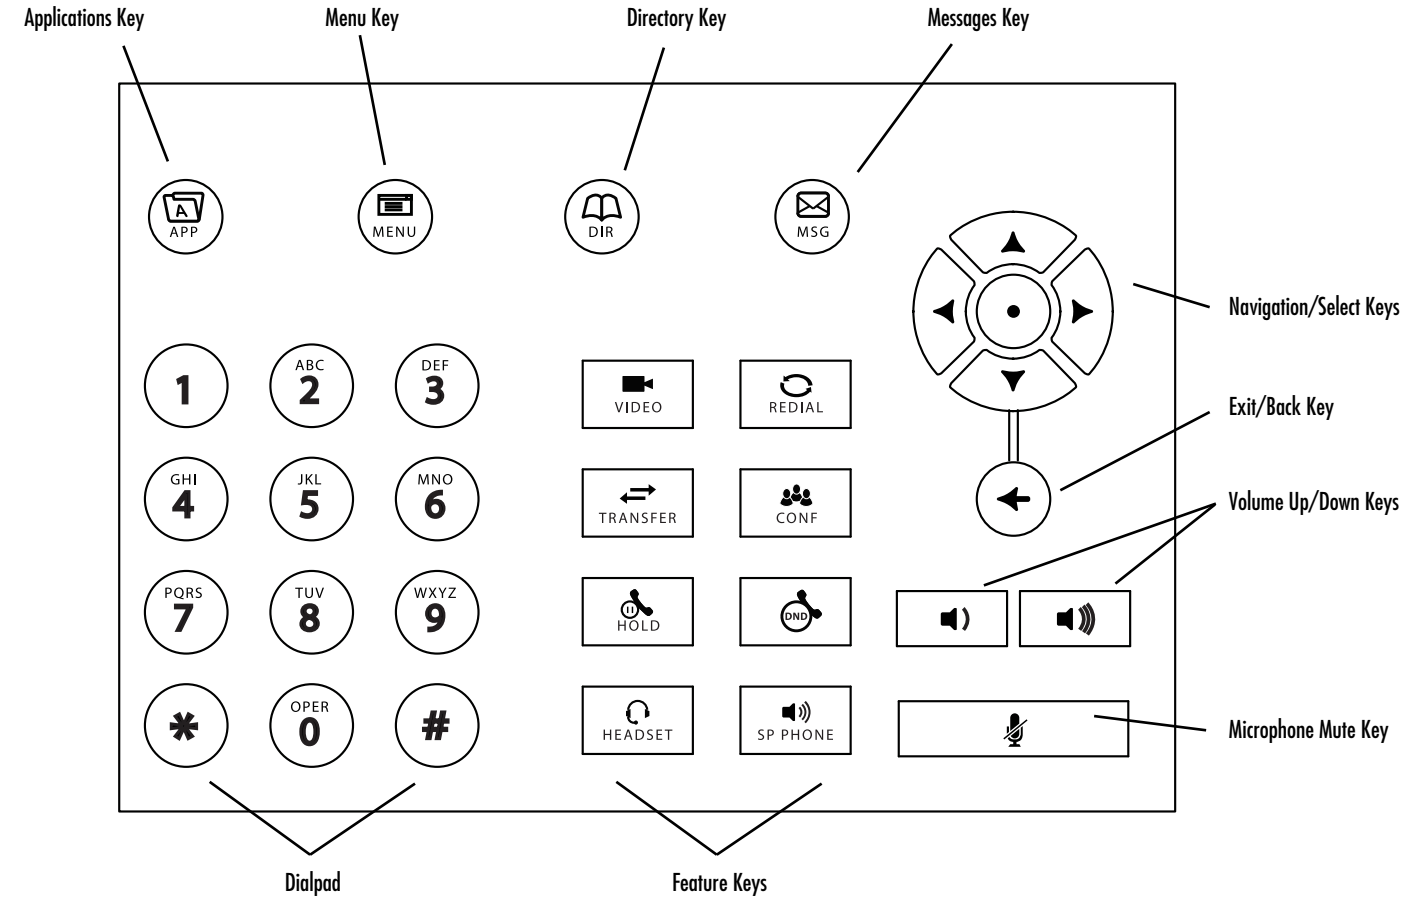 Applications Key
Menu Key
Directory Key
Messages Key
A
APP
MENU
DIR
MSG
Navigation/Select Keys
1
ABC
2
DEF
3
VIDEO
REDIAL
Exit/Back Key
GHI
4
JKL
5
MNO
6
TRANSFER
CONF
Volume Up/Down Keys
PQRS
7
TUV
8
WXYZ
9
HOLD
DND
*
OPER
0
#
HEADSET
SP PHONE
Microphone Mute Key
Dialpad
Feature Keys